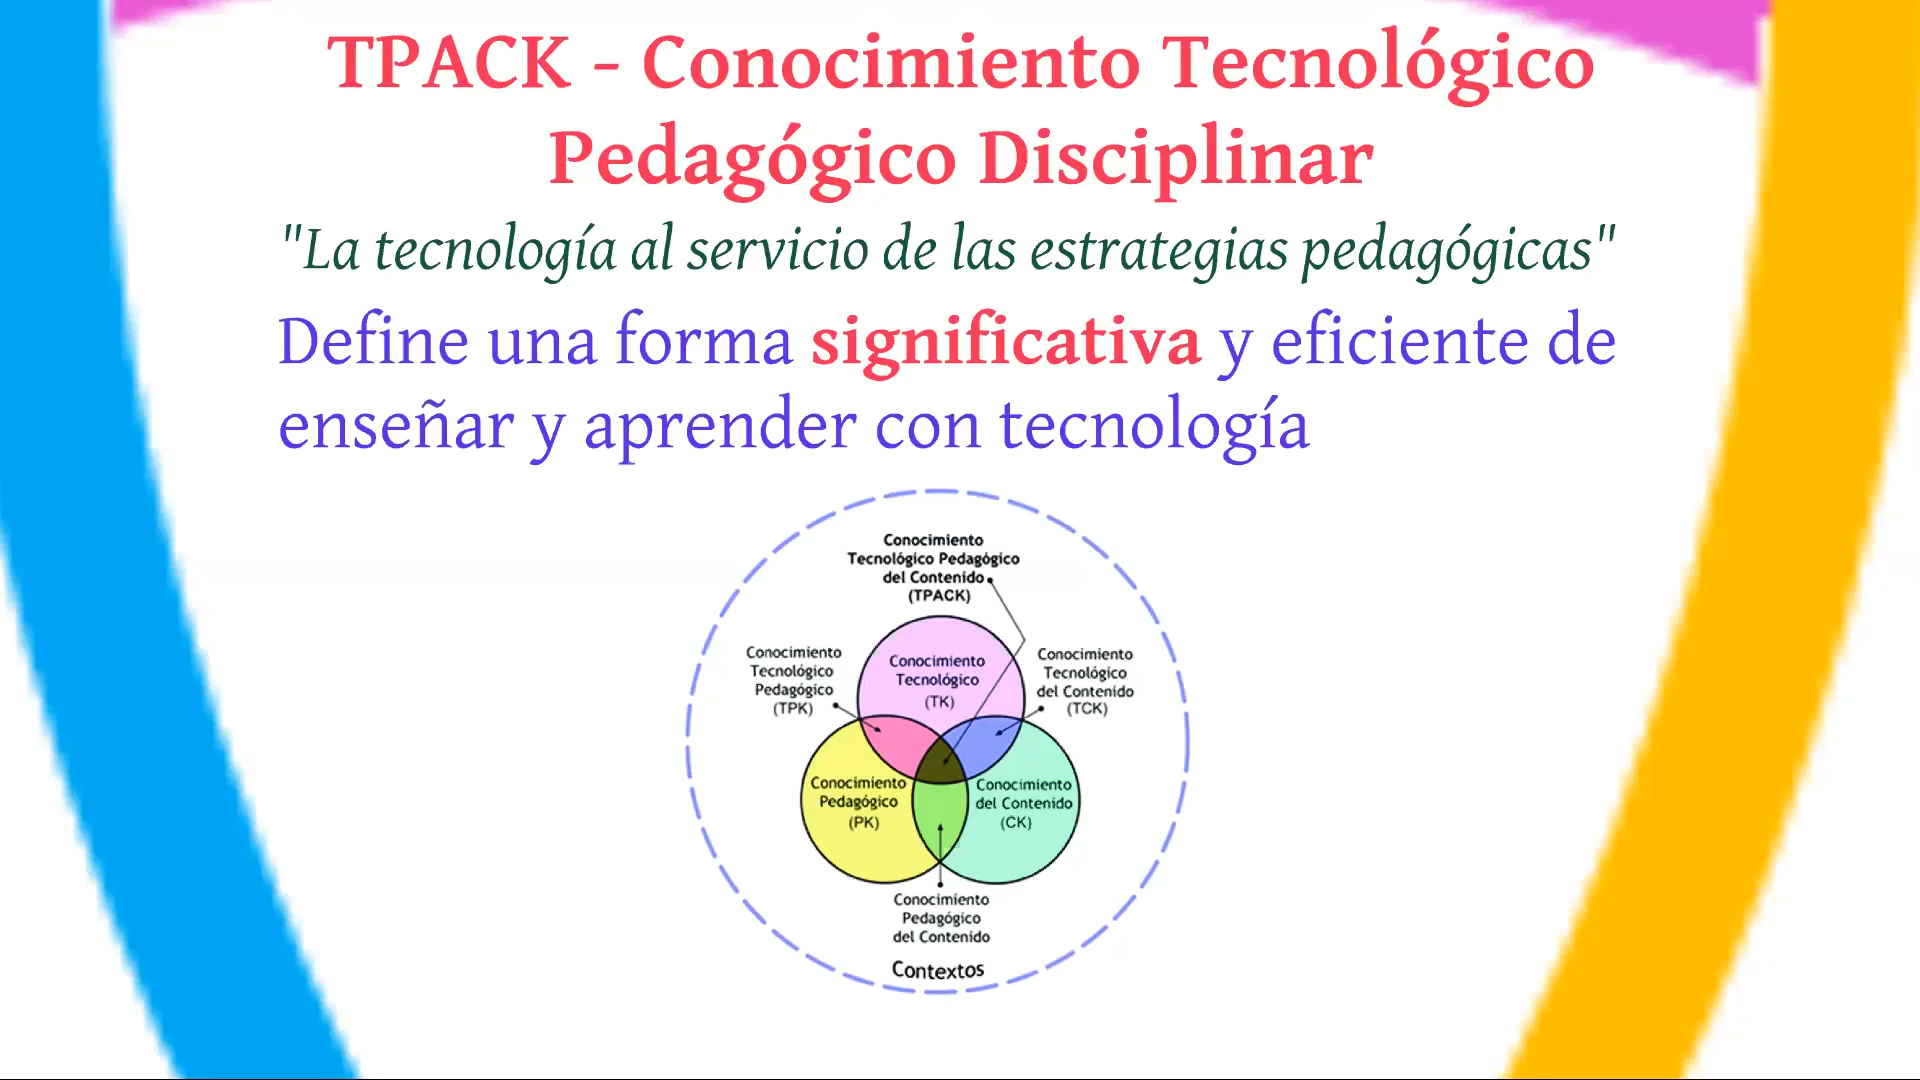 TPACK - Conocimiento Tecnológico
Pedagógico Disciplinar
"La tecnología al servicio de las estrategias pedagógicas"
Define una forma significativa y eficiente de
enseñar y aprender con tecnología
Conocimiento
Tecnológico Pedagógico
del Contenido
(TPACK)
Conocimiento
Tecnológico
Pedagógico
(TPK)
Conocimiento
Tecnológico
(TK)
Conocimiento
Tecnológico
del Contenido
(TCK)
Conocimiento
Pedagógico
(PK)
Conocimiento
del Contenido
(CK)
Conocimiento
Pedagógico
del Contenido
Contextos